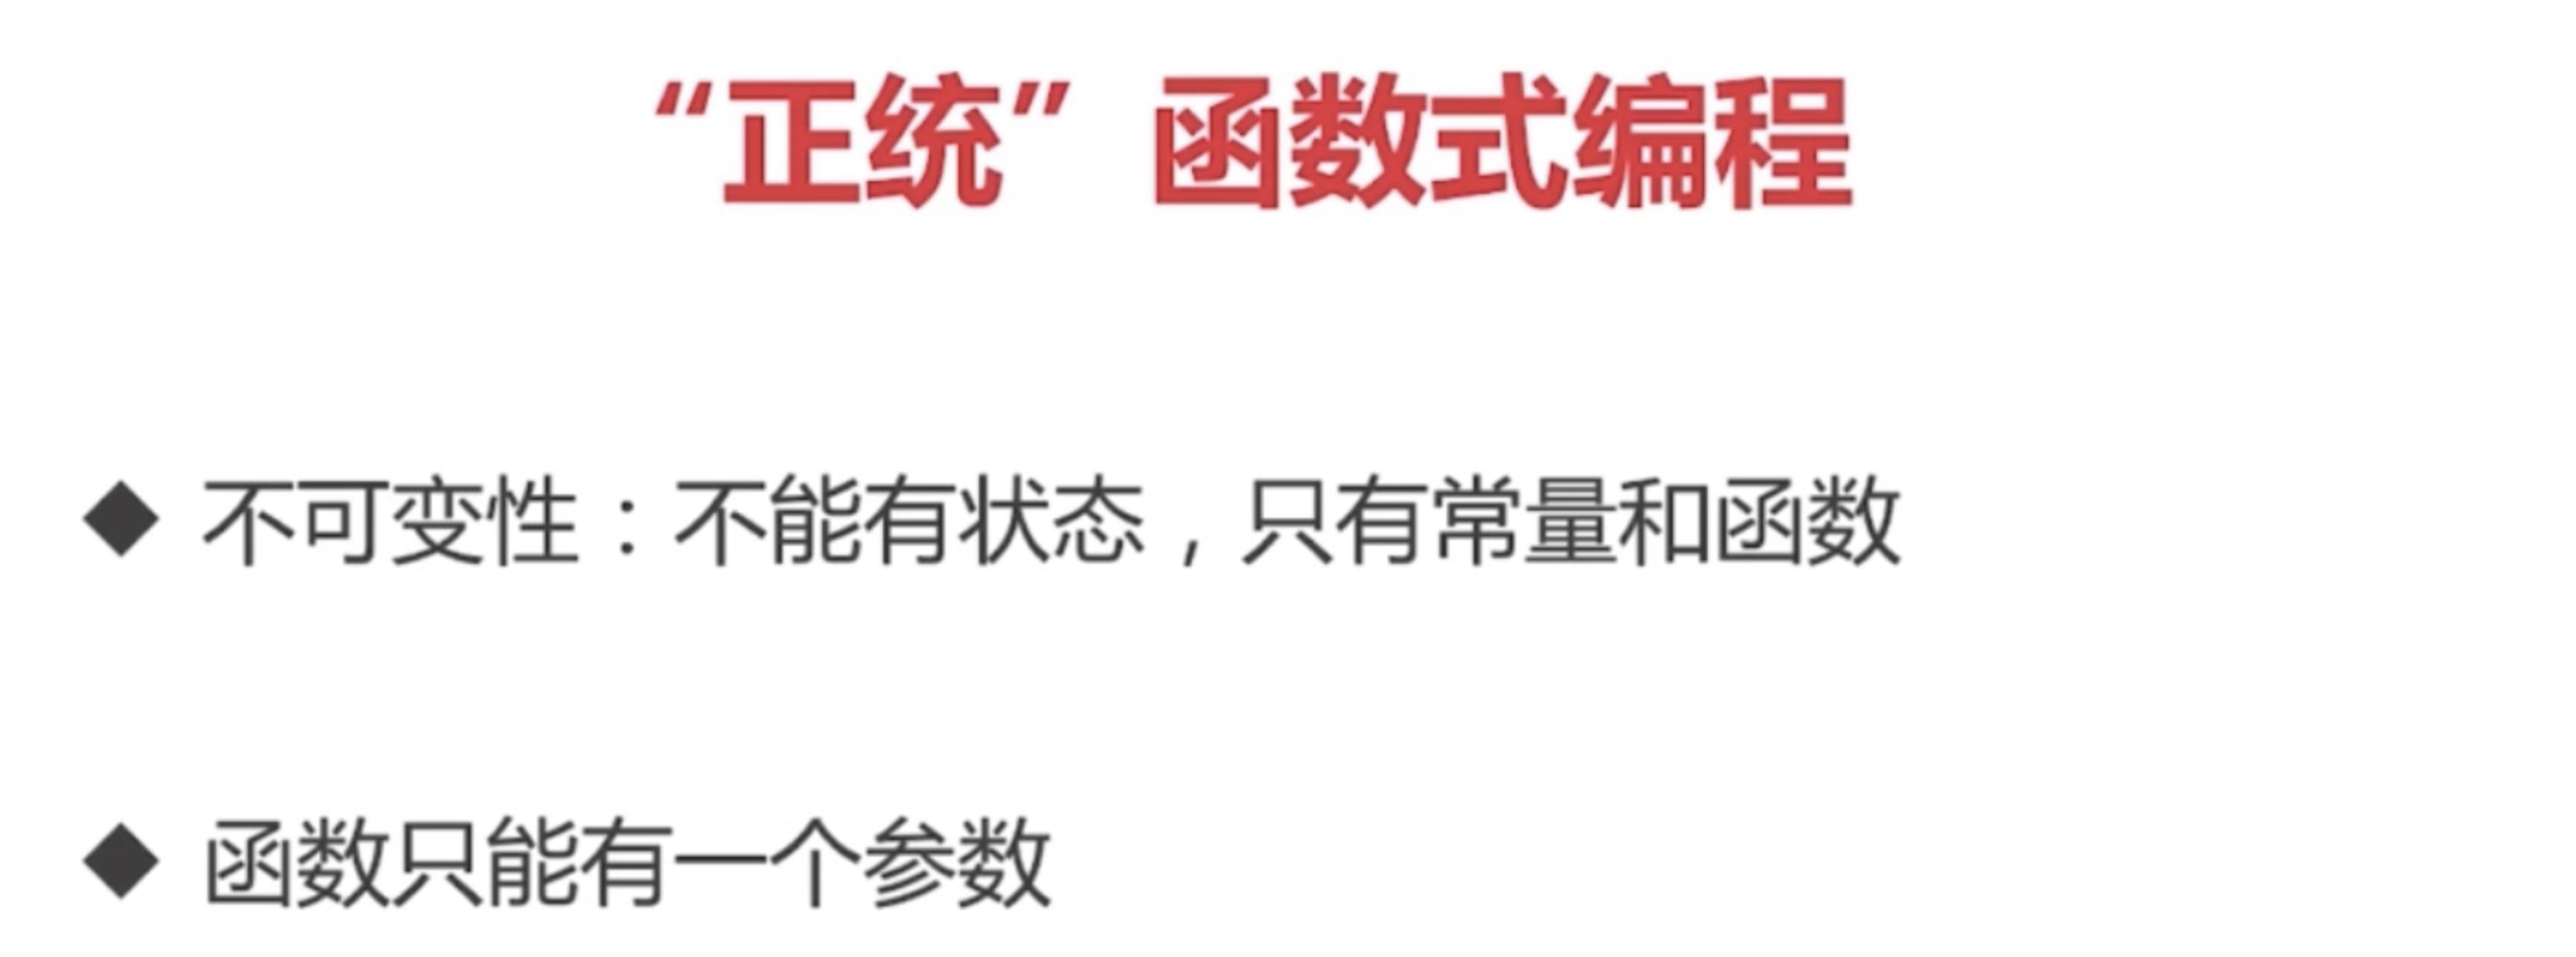 “正统”函数式编程
◆ 不可变性：不能有状态，只有常量和函数
◆ 函数只能有一个参数